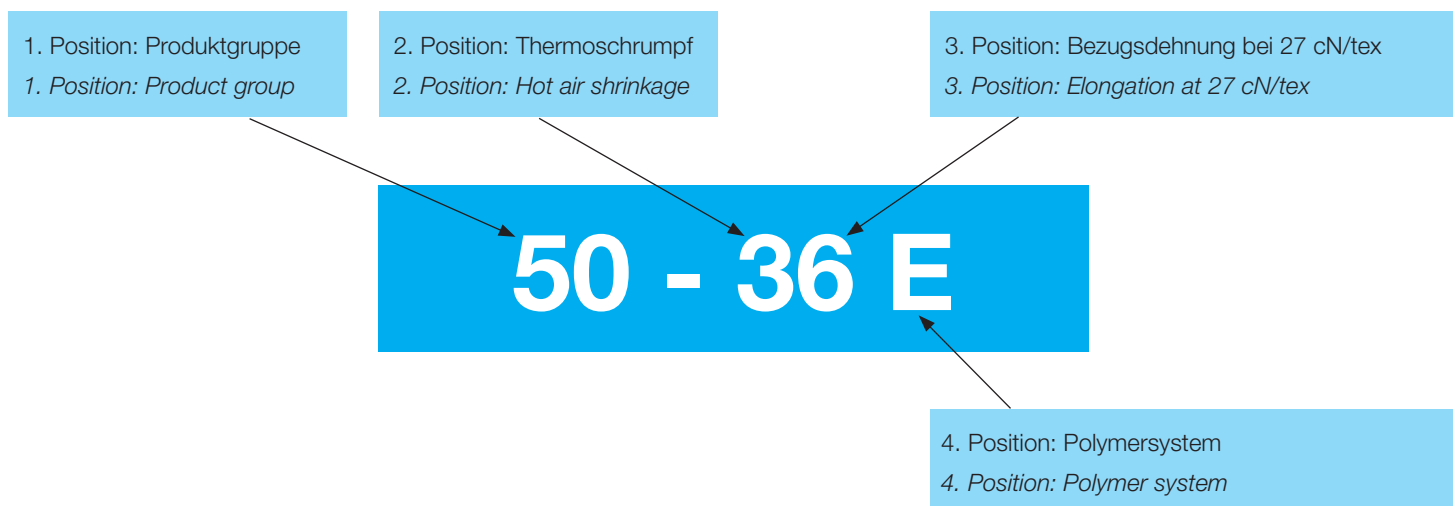 1. Position: Produktgruppe
1. Position: Product group
2. Position: Thermoschrumpf
2. Position: Hot air shrinkage
3. Position: Bezugsdehnung bei 27 cN/tex
3. Position: Elongation at 27 cN/tex
50 - 36 E
4. Position: Polymersystem
4. Position: Polymer system